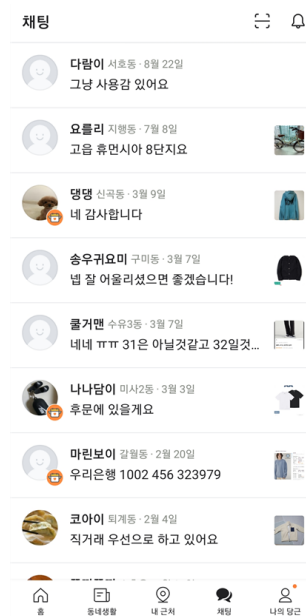 채팅
다람이 서호동 · 8월 22일
그냥 사용감 있어요
요를리 지행동 · 7월 8일
고읍 휴먼시아 8단지요
댕댕 신곡동 · 3월 9일
네 감사합니다
송우귀요미 구미동 · 3월 7일
넵 잘 어울리셨으면 좋겠습니다!
쿨거맨 수유3동 · 3월 7일
네네 ㅠㅠ 31은 아닐것같고 32일것...
나나담이 미사2동 · 3월 3일
후문에 있을게요
마린보이 갈월동 · 2월 20일
우리은행 1002 456 323979
코아이 퇴계동 · 2월 4일
직거래 우선으로 하고 있어요
홈 동네생활 내 근처 채팅 나의 당근